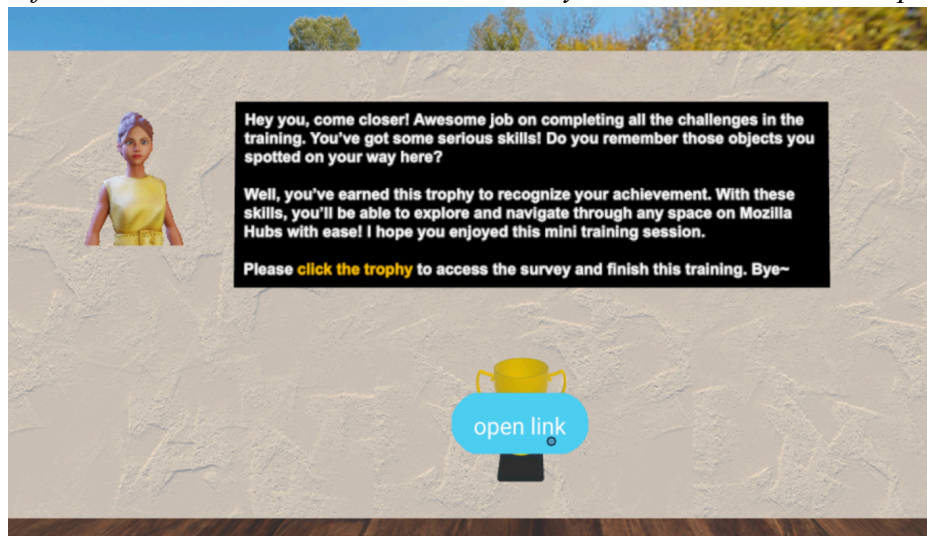 Hey you, come closer! Awesome job on completing all the challenges in the
training. You've got some serious skills! Do you remember those objects you
spotted on your way here?
Well, you've earned this trophy to recognize your achievement. With these
skills, you'll be able to explore and navigate through any space on Mozilla
Hubs with ease! I hope you enjoyed this mini training session.
Please click the trophy to access the survey and finish this training. Bye~
open link